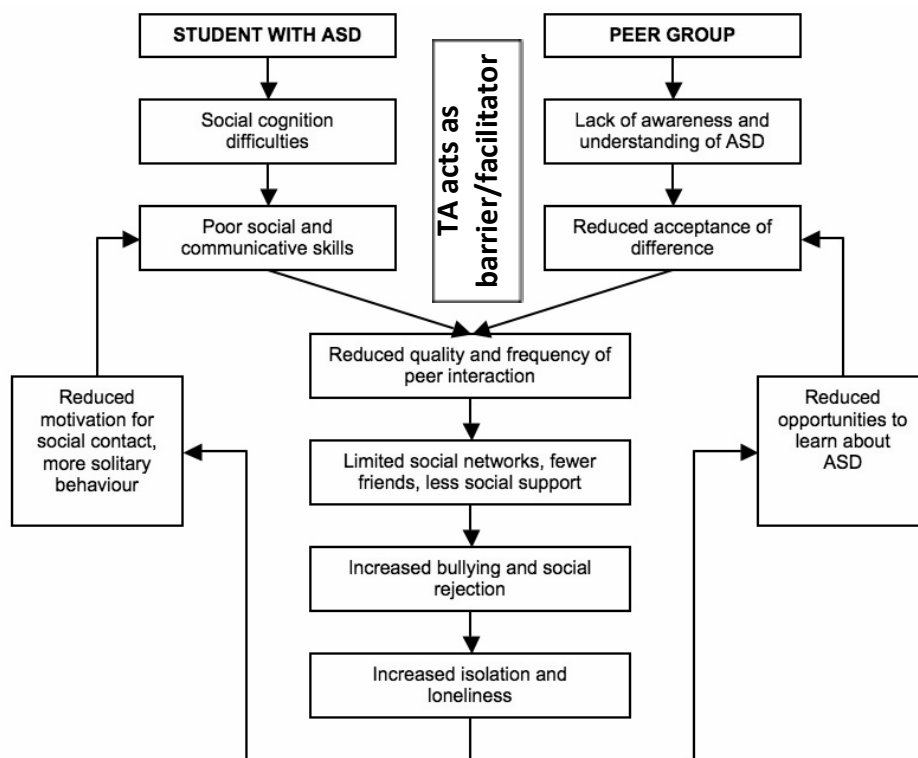 STUDENT WITH ASD
PEER GROUP
TA acts as
barrier/facilitator
Social cognition
difficulties
Lack of awareness and
understanding of ASD
Poor social and
communicative skills
Reduced acceptance of
difference
Reduced quality and frequency of
peer interaction
Reduced
motivation for
social contact,
more solitary
behaviour
Reduced
opportunities to
learn about
ASD
Limited social networks, fewer
friends, less social support
Increased bullying and social
rejection
Increased isolation and
loneliness